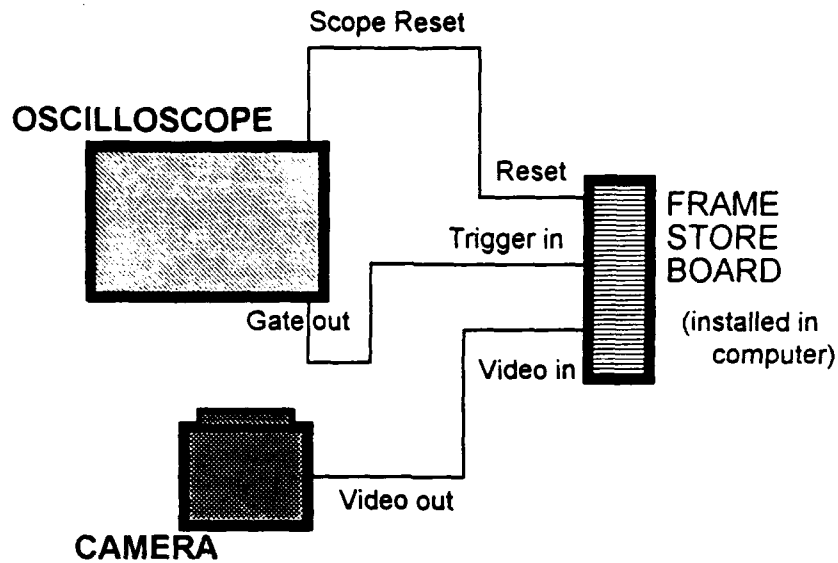 Scope Reset
OSCILLOSCOPE
Reset
FRAME
STORE
BOARD
Trigger in
Gate out
(installed in
computer)
Video in
Video out
CAMERA